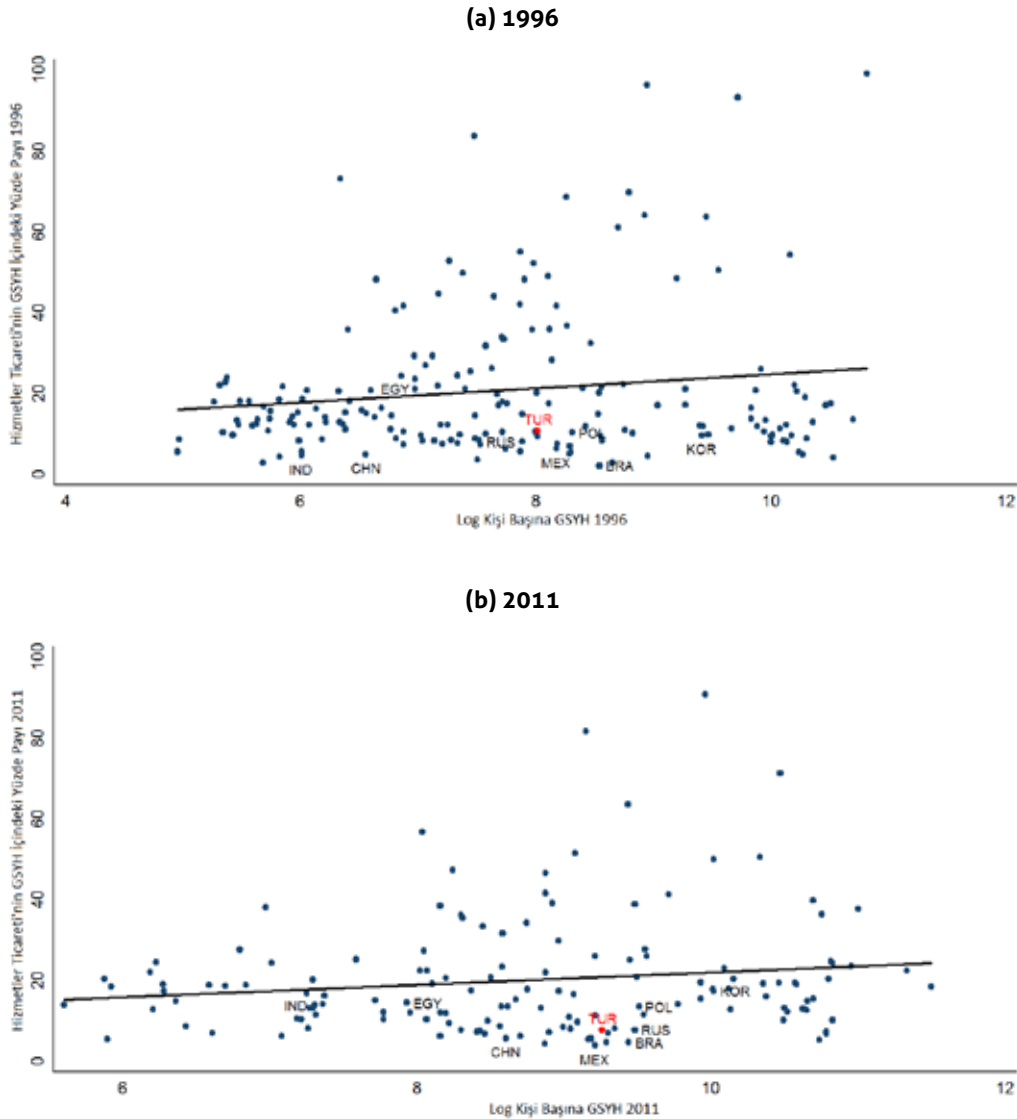 (a) 1996
Hizmetler Ticareti'nin GSYH İçindeki Yüzde Payı 1996
100
80
60
40
20
0
EGY
TUR
RUS
POL
IND
CHN
MEX
BRA
KOR
4
6
8
10
12
Log Kişi Başına GSYH 1996
(b) 2011
Hizmetler Ticareti'nin GSYH İçindeki Yüzde Payı 2011
100
80
60
40
20
0
IND
EGY
TUR
POL
KOR
CHN
RUS
BRA
MEX
6
8
10
12
Log Kişi Başına GSYH 2011